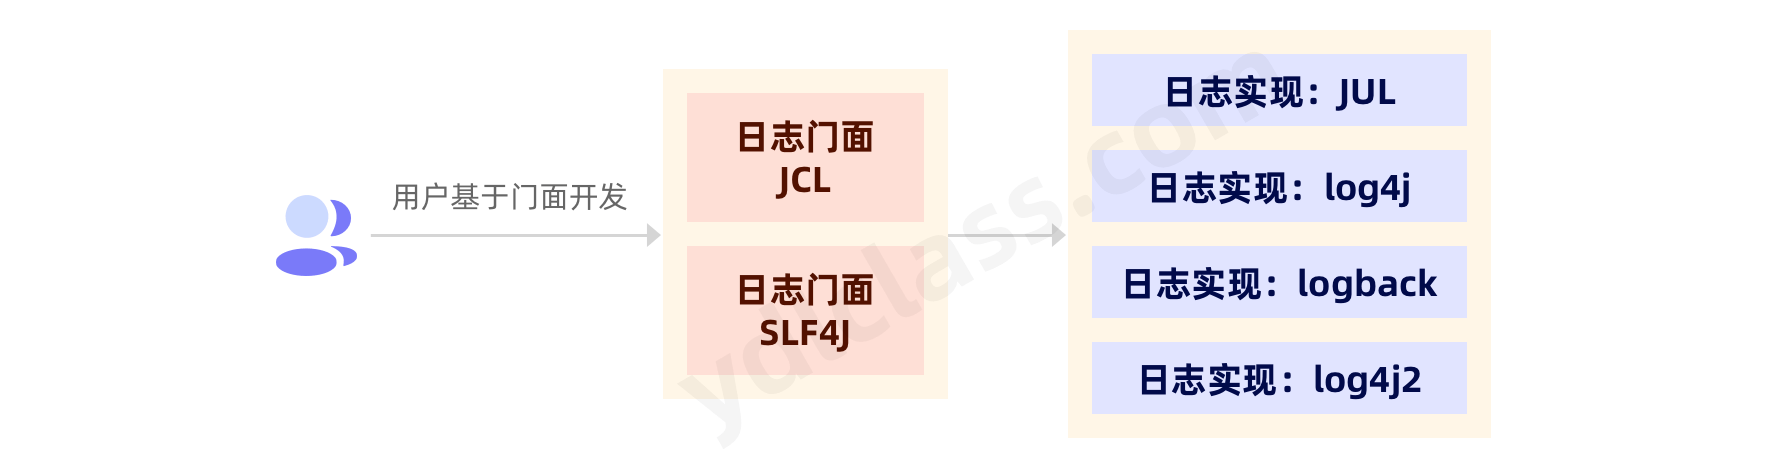 用户基于门面开发
日志门面
JCL
日志门面
SLF4J
日志实现：JUL
日志实现：log4j
日志实现：logback
日志实现：log4j2
ydlclass.com